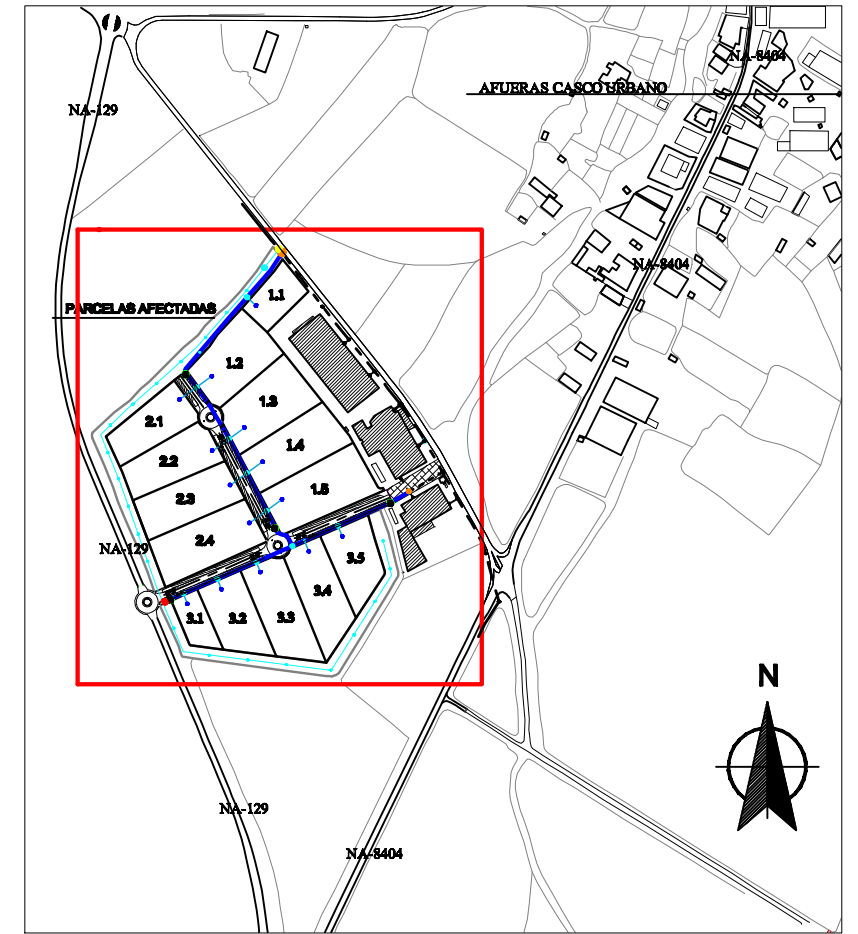 NA-8404
AFUERAS CASCO URBANO
NA-129
NA-8404
1.1
PARCELAS AFECTADAS
1.2
1.3
2.1
1.4
2.2
1.5
2.3
2.4
NA-129
3.5
3.4
3.1
3.2
3.3
N
NA-129
NA-8404